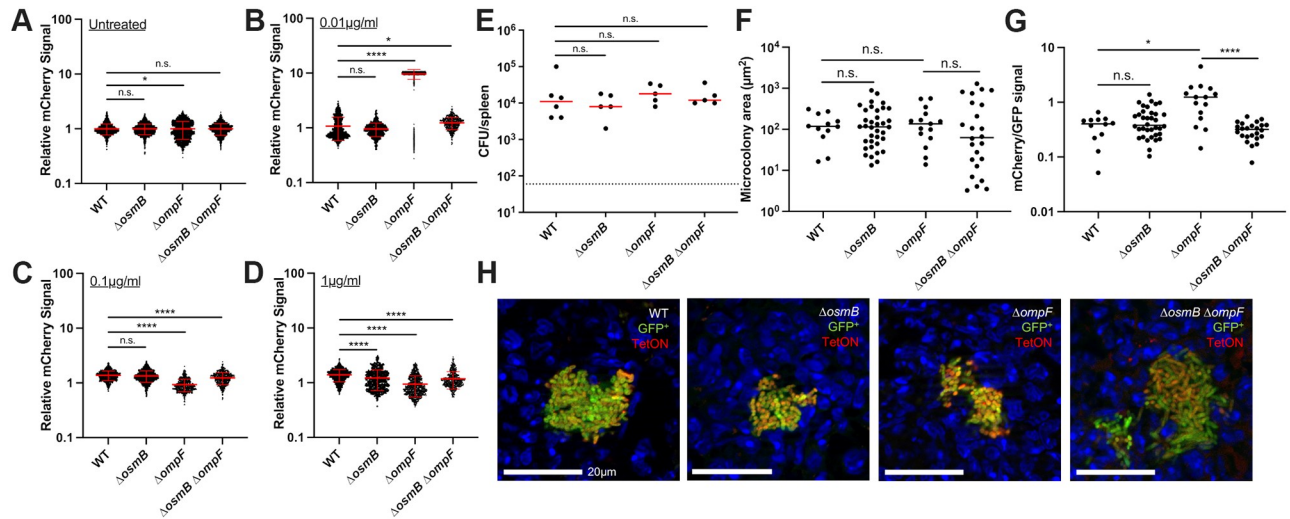 A
Untreated
Relative mCherry Signal
100
10
1
0.1
n.s.
*
n.s.
WT
ΔosmB
ΔompF
ΔosmB ΔompF
B
0.01µg/ml
Relative mCherry Signal
100
10
1
0.1
*
****
n.s.
WT
ΔosmB
ΔompF
ΔosmB ΔompF
C
0.1µg/ml
Relative mCherry Signal
100
10
1
0.1
****
****
n.s.
WT
ΔosmB
ΔompF
ΔosmB ΔompF
D
1µg/ml
Relative mCherry Signal
100
10
1
0.1
****
****
****
WT
ΔosmB
ΔompF
ΔosmB ΔompF
E
CFU/spleen
10⁶
10⁵
10⁴
10³
10²
10¹
n.s.
n.s.
n.s.
WT
ΔosmB
ΔompF
ΔosmB ΔompF
F
Microcolony area (µm²)
10⁴
10³
10²
10¹
10⁰
n.s.
n.s.
n.s.
WT
ΔosmB
ΔompF
ΔosmB ΔompF
G
mCherry/GFP signal
10
1
0.1
0.01
*
****
n.s.
WT
ΔosmB
ΔompF
ΔosmB ΔompF
H
WT
GFP⁺
TetON
20µm
ΔosmB
GFP⁺
TetON
ΔompF
GFP⁺
TetON
ΔosmB ΔompF
GFP⁺
TetON